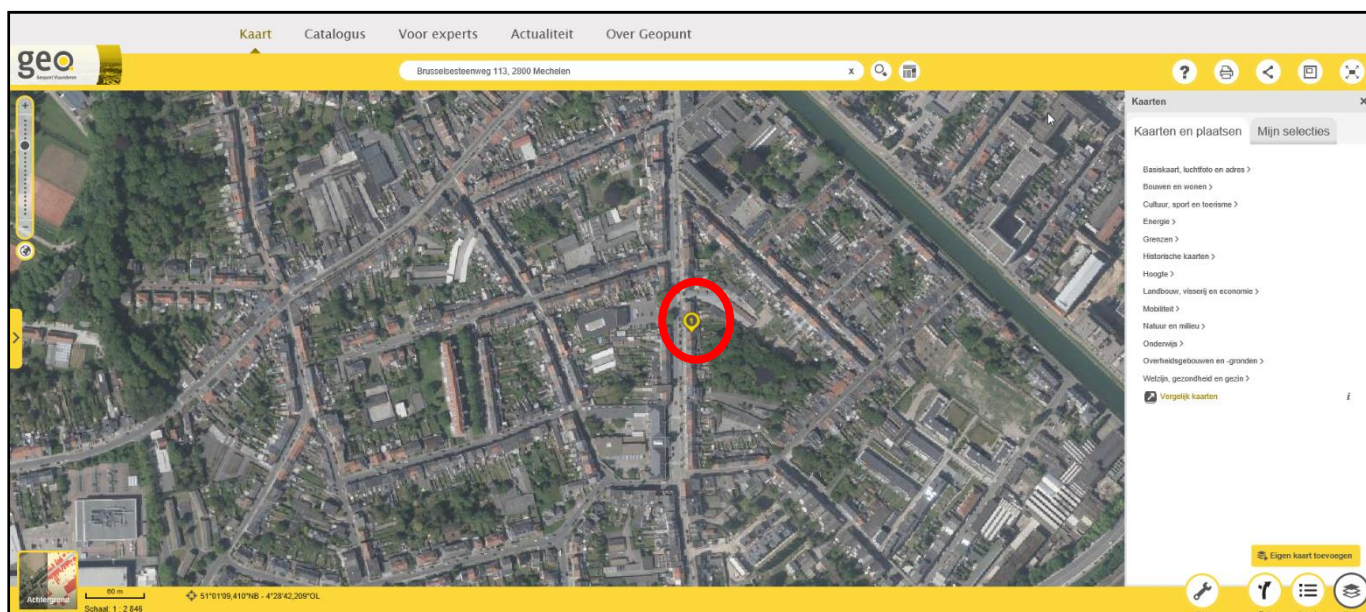 Kaart Catalogus Voor experts Actualiteit Over Geopunt
geo
Geopunt Vlaanderen
Brusselsesteenweg 113, 2800 Mechelen x
?
Kaarten x
Kaarten en plaatsen Mijn selecties
Basiskaart, luchtfoto en adres >
Bouwen en wonen >
Cultuur, sport en toerisme >
Energie >
Grenzen >
Historische kaarten >
Hoogte >
Landbouw, visserij en economie >
Mobiliteit >
Natuur en milieu >
Onderwijs >
Overheidsgebouwen en -gronden >
Welzijn, gezondheid en gezin >
Vergelijk kaarten i
1
Eigen kaart toevoegen
Achtergrond
60 m
51°01'09,410"NB - 4°28'42,209"OL
Schaal: 1 : 2 846